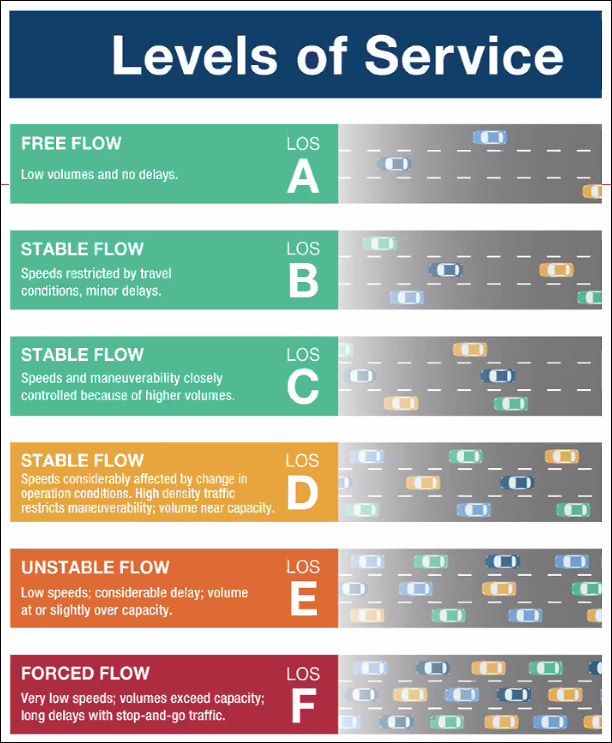 Levels of Service
FREE FLOW
Low volumes and no delays.
LOS
A
STABLE FLOW
Speeds restricted by travel
conditions, minor delays.
LOS
B
STABLE FLOW
Speeds and maneuverability closely
controlled because of higher volumes.
LOS
C
STABLE FLOW
Speeds considerably affected by change in
operation conditions. High density traffic
restricts maneuverability; volume near capacity.
LOS
D
UNSTABLE FLOW
Low speeds; considerable delay; volume
at or slightly over capacity.
LOS
E
FORCED FLOW
Very low speeds; volumes exceed capacity;
long delays with stop-and-go traffic.
LOS
F